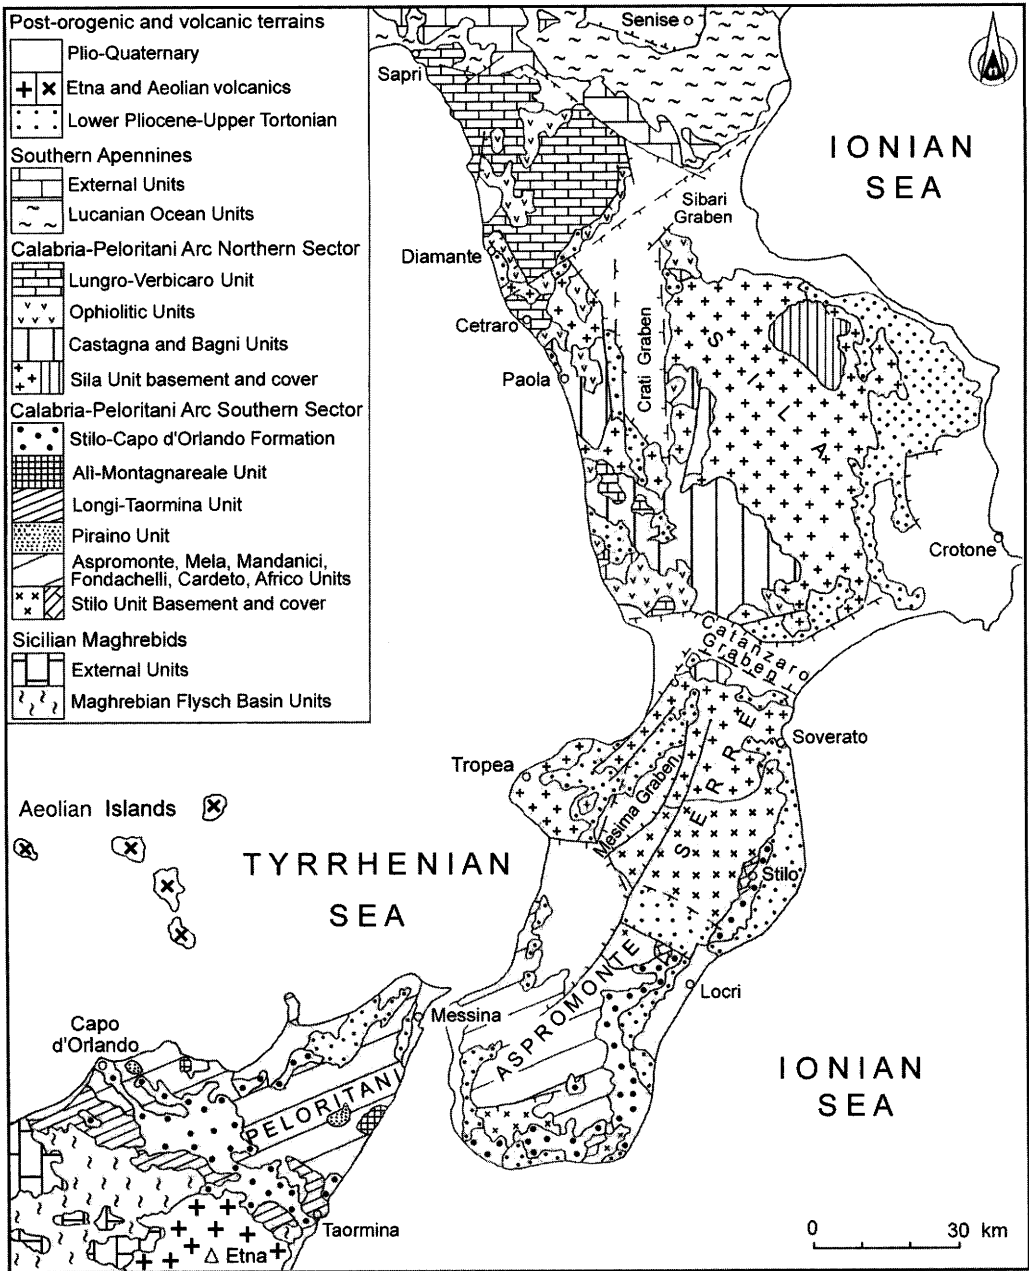 Post-orogenic and volcanic terrains
Plio-Quaternary
Etna and Aeolian volcanics
Lower Pliocene-Upper Tortonian
Southern Apennines
External Units
Lucanian Ocean Units
Calabria-Peloritani Arc Northern Sector
Lungro-Verbicaro Unit
Ophiolitic Units
Castagna and Bagni Units
Sila Unit basement and cover
Calabria-Peloritani Arc Southern Sector
Stilo-Capo d'Orlando Formation
Alì-Montagnareale Unit
Longi-Taormina Unit
Piraino Unit
Aspromonte, Mela, Mandanici,
Fondachelli, Cardeto, Africo Units
Stilo Unit Basement and cover
Sicilian Maghrebids
External Units
Maghrebian Flysch Basin Units
Senise
Sapri
IONIAN
SEA
Sibari
Graben
Diamante
Cetraro
Crati Graben
SILA
Paola
Crotone
Catanzaro
Graben
Soverato
Tropea
Mesima Graben
SERRE
Aeolian Islands
TYRRHENIAN
SEA
Stilo
ASPROMONTE
Locri
Messina
Capo
d'Orlando
PELORITANI
IONIAN
SEA
Taormina
Etna
0 30 km